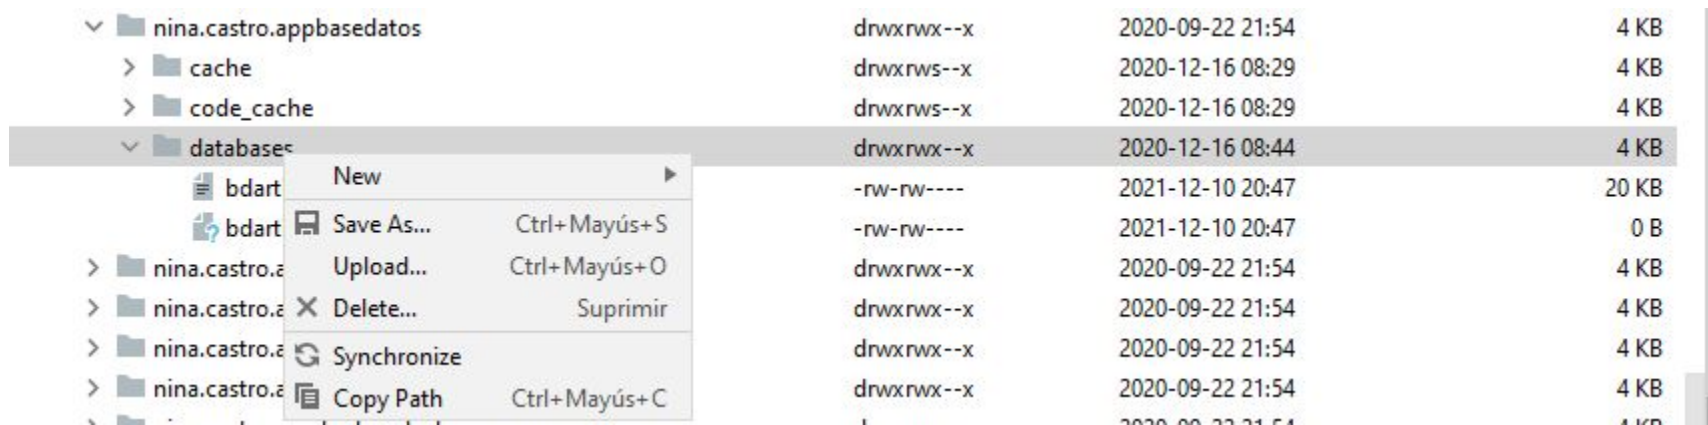 nina.castro.appbasedatos drwxrwx--x 2020-09-22 21:54 4 KB
cache drwxrws--x 2020-12-16 08:29 4 KB
code_cache drwxrws--x 2020-12-16 08:29 4 KB
databases drwxrwx--x 2020-12-16 08:44 4 KB
New
bdart -rw-rw---- 2021-12-10 20:47 20 KB
Save As... Ctrl+Mayús+S
bdart -rw-rw---- 2021-12-10 20:47 0 B
Upload... Ctrl+Mayús+O
nina.castro.a drwxrwx--x 2020-09-22 21:54 4 KB
Delete... Suprimir
nina.castro.a drwxrwx--x 2020-09-22 21:54 4 KB
Synchronize
nina.castro.a drwxrwx--x 2020-09-22 21:54 4 KB
Copy Path Ctrl+Mayús+C
nina.castro.a drwxrwx--x 2020-09-22 21:54 4 KB